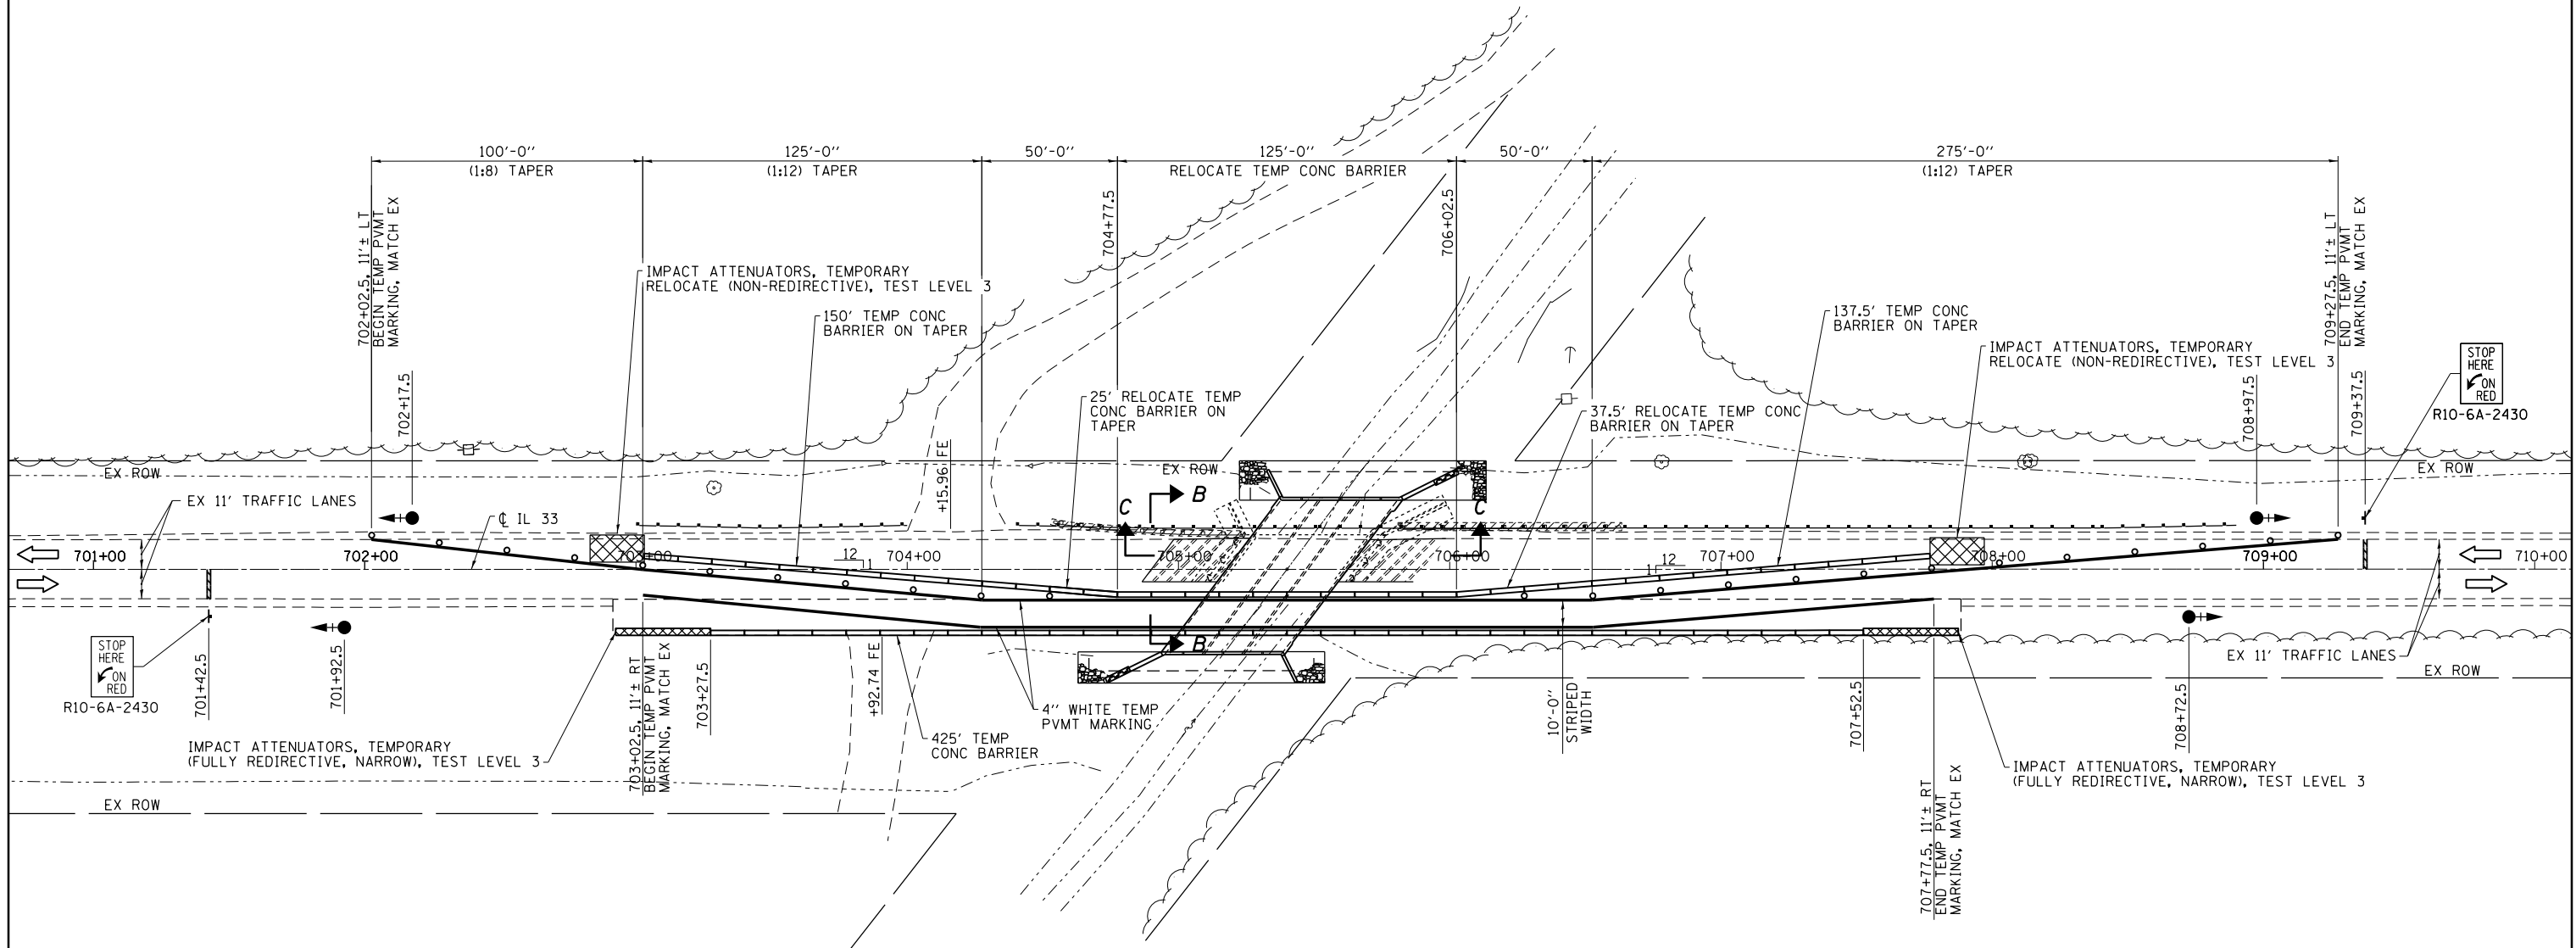 100'-0"
(1:8) TAPER
125'-0"
(1:12) TAPER
50'-0"
125'-0"
RELOCATE TEMP CONC BARRIER
50'-0"
275'-0"
(1:12) TAPER
702+02.5, 11'± LT
BEGIN TEMP PVMT
MARKING, MATCH EX
704+77.5
706+02.5
709+27.5, 11'± LT
END TEMP PVMT
MARKING, MATCH EX
IMPACT ATTENUATORS, TEMPORARY
RELOCATE (NON-REDIRECTIVE), TEST LEVEL 3
150' TEMP CONC
BARRIER ON TAPER
137.5' TEMP CONC
BARRIER ON TAPER
IMPACT ATTENUATORS, TEMPORARY
RELOCATE (NON-REDIRECTIVE), TEST LEVEL 3
STOP
HERE
ON
RED
R10-6A-2430
702+17.5
25' RELOCATE TEMP
CONC BARRIER ON
TAPER
37.5' RELOCATE TEMP CONC
BARRIER ON TAPER
708+97.5
709+37.5
+15.96 FE
EX ROW
EX ROW
EX ROW
EX 11' TRAFFIC LANES
℄ IL 33
B
C
C
701+00
702+00
703+00
12
1
704+00
705+00
706+00
12
1
707+00
708+00
709+00
710+00
B
STOP
HERE
ON
RED
R10-6A-2430
701+42.5
701+92.5
703+02.5, 11'± RT
BEGIN TEMP PVMT
MARKING, MATCH EX
703+27.5
+92.74 FE
4" WHITE TEMP
PVMT MARKING
425' TEMP
CONC BARRIER
10'-0"
STRIPED
WIDTH
707+52.5
707+77.5, 11'± RT
END TEMP PVMT
MARKING, MATCH EX
708+72.5
EX 11' TRAFFIC LANES
EX ROW
IMPACT ATTENUATORS, TEMPORARY
(FULLY REDIRECTIVE, NARROW), TEST LEVEL 3
IMPACT ATTENUATORS, TEMPORARY
(FULLY REDIRECTIVE, NARROW), TEST LEVEL 3
EX ROW